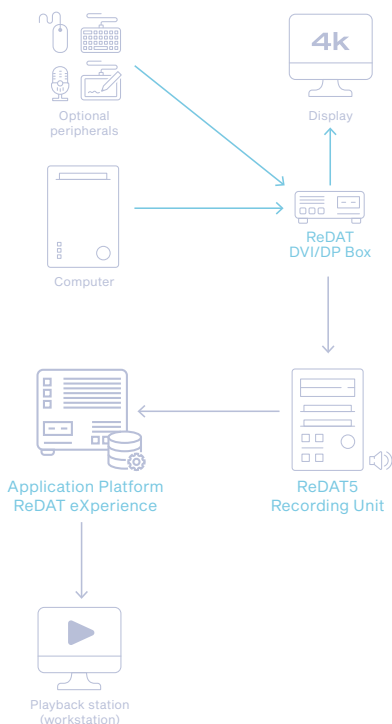 4k
Optional
peripherals
Display
ReDAT
DVI/DP Box
Computer
Application Platform
ReDAT eXperience
ReDAT5
Recording Unit
Playback station
(workstation)